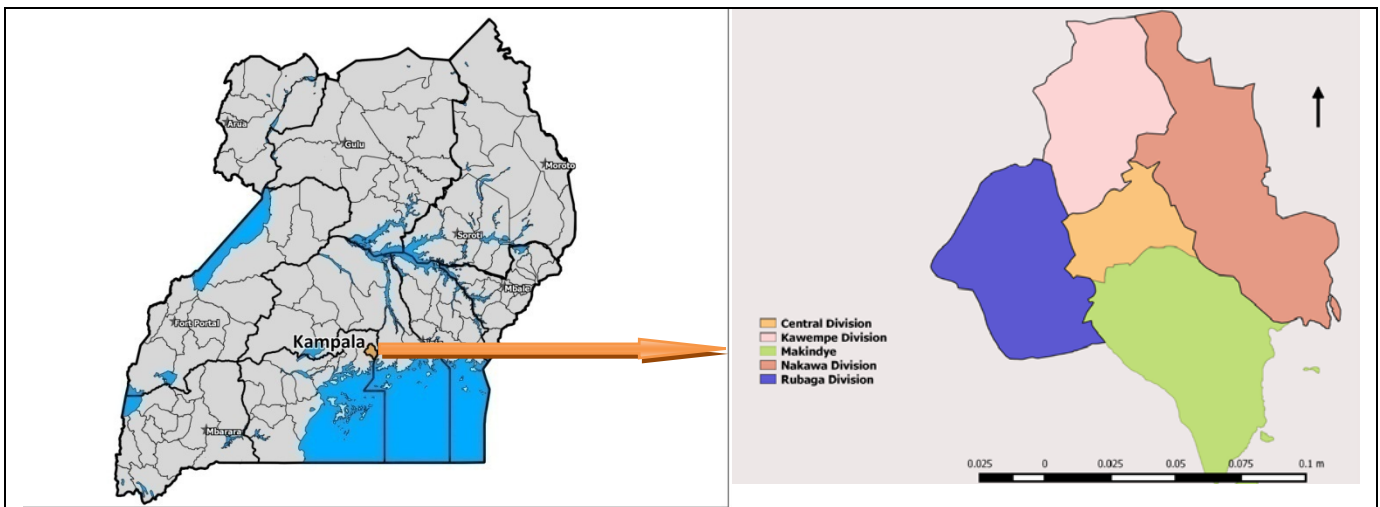 Arua
Gulu
Moroto
Soroti
Mbale
Fort Portal
Kampala
Mbarara
Central Division
Kawempe Division
Makindye
Nakawa Division
Rubaga Division
0.025 0 0.025 0.05 0.075 0.1 m